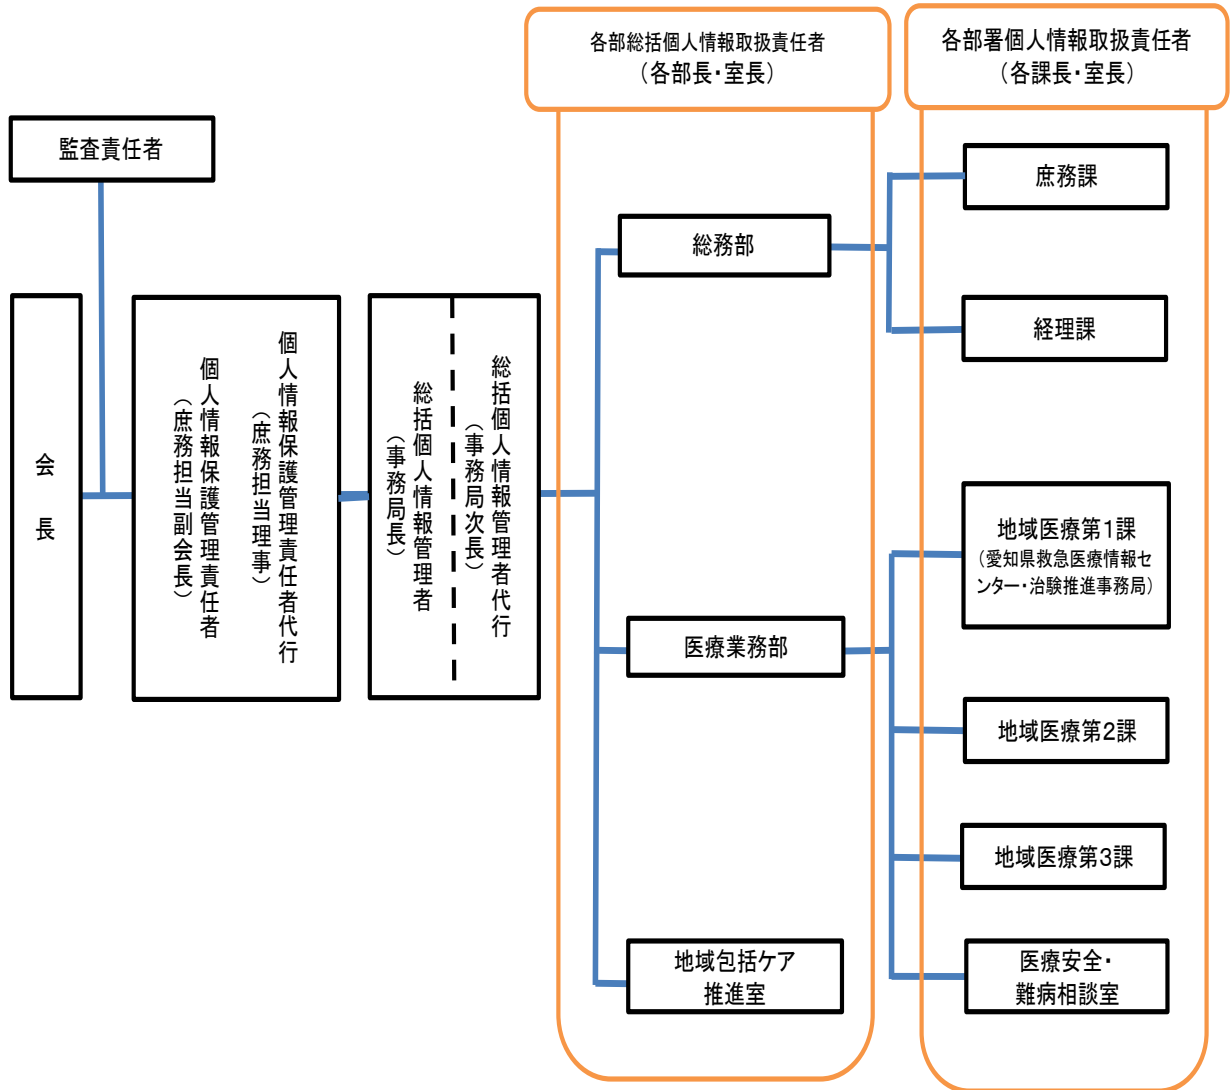 各部総括個人情報取扱責任者
（各部長・室長）
各部署個人情報取扱責任者
（各課長・室長）
監査責任者
会長
個人情報保護管理責任者代行
（庶務担当理事）
個人情報保護管理責任者
（庶務担当副会長）
総括個人情報管理者代行
（事務局次長）
総括個人情報管理者
（事務局長）
総務部
医療業務部
地域包括ケア
推進室
庶務課
経理課
地域医療第1課
（愛知県救急医療情報セ
ンター・治験推進事務局）
地域医療第2課
地域医療第3課
医療安全・
難病相談室